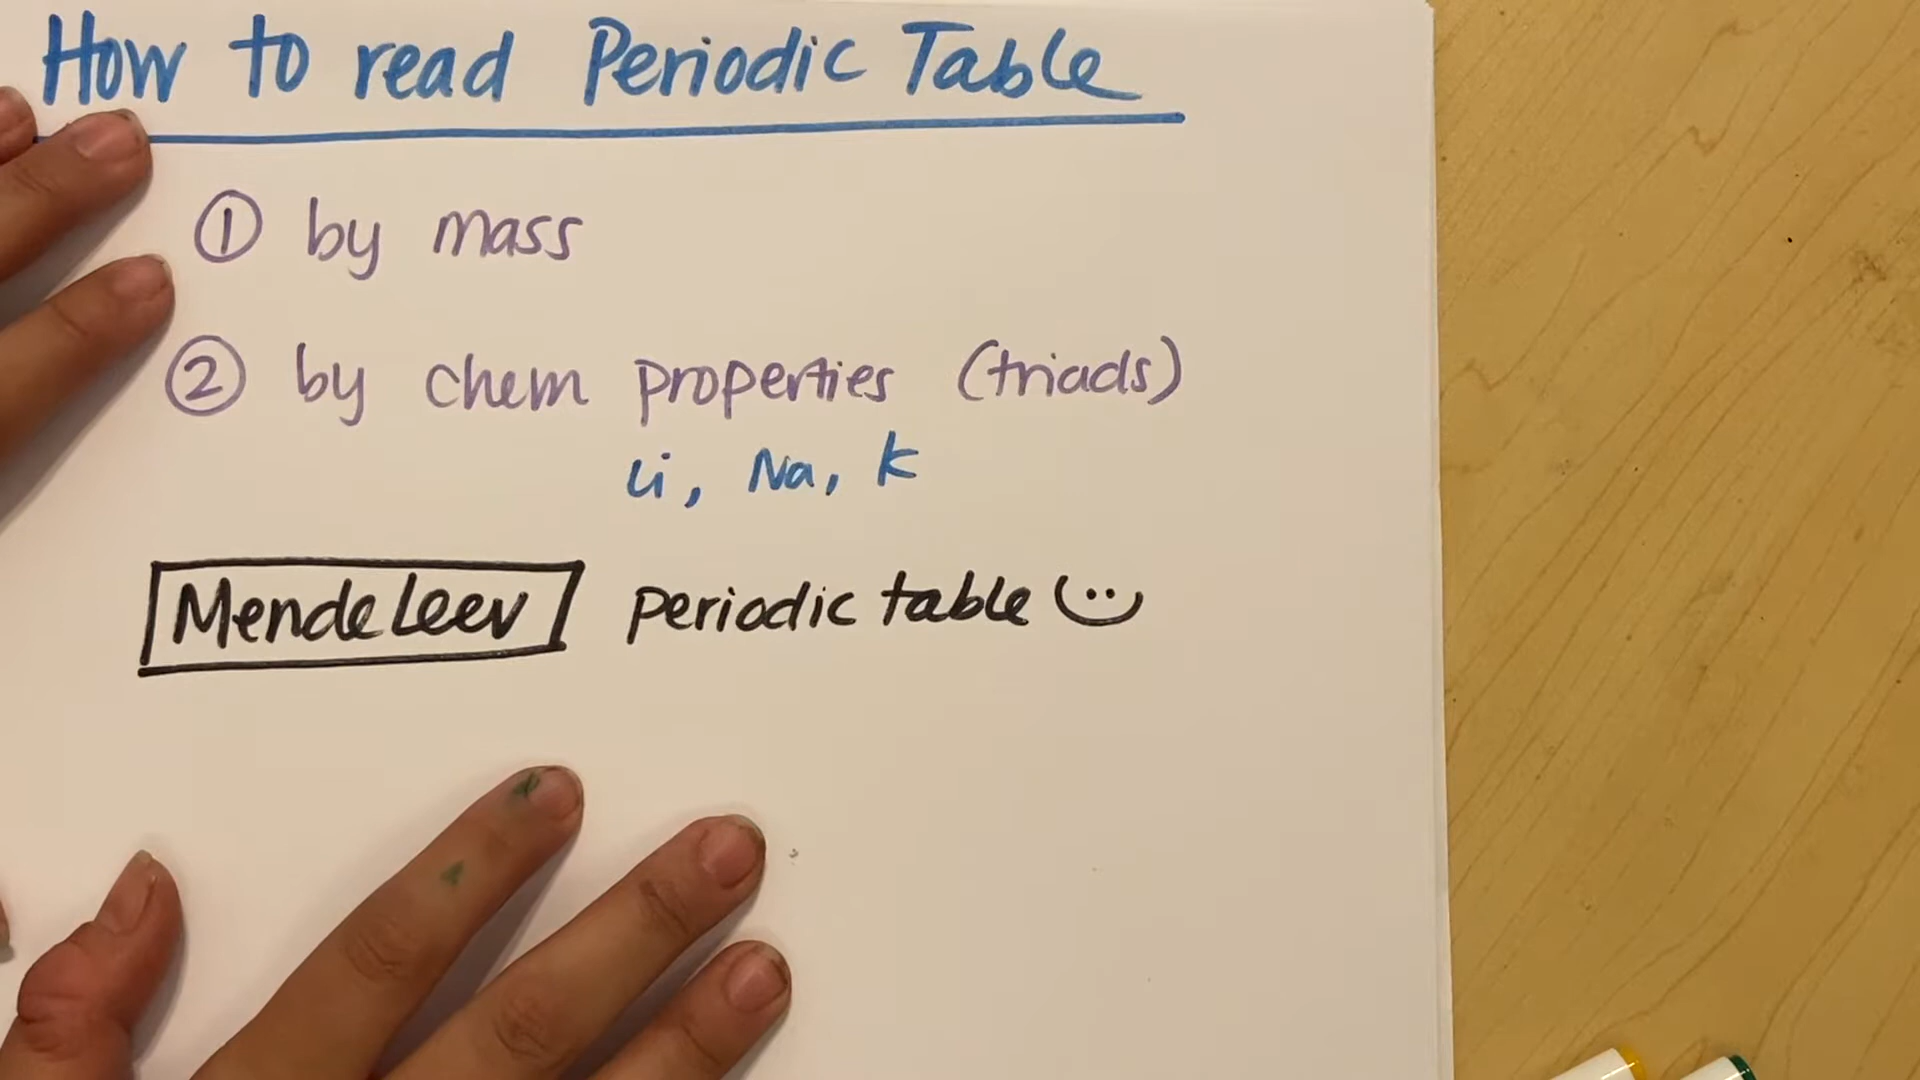 How to read Periodic Table
① by mass
② by chem properties (triads)
Li, Na, K
Mendeleev periodic table